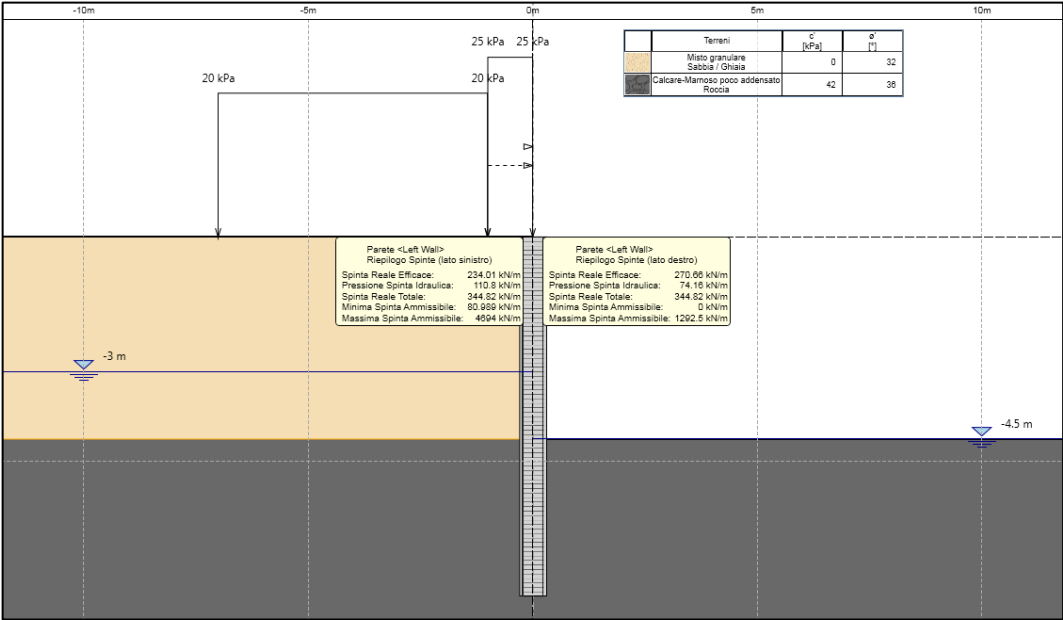 -10m -5m 0m 5m 10m
25 kPa 25 kPa
20 kPa 20 kPa
Terreni c' [kPa] ø' [°]
Misto granulare
Sabbia / Ghiaia 0 32
Calcare-Marnoso poco addensato
Roccia 42 36
Parete <Left Wall>
Riepilogo Spinte (lato sinistro)
Spinta Reale Efficace: 234.01 kN/m
Pressione Spinta Idraulica: 110.8 kN/m
Spinta Reale Totale: 344.82 kN/m
Minima Spinta Ammissibile: 80.989 kN/m
Massima Spinta Ammissibile: 4694 kN/m
Parete <Left Wall>
Riepilogo Spinte (lato destro)
Spinta Reale Efficace: 270.66 kN/m
Pressione Spinta Idraulica: 74.16 kN/m
Spinta Reale Totale: 344.82 kN/m
Minima Spinta Ammissibile: 0 kN/m
Massima Spinta Ammissibile: 1292.5 kN/m
-3 m
-4.5 m